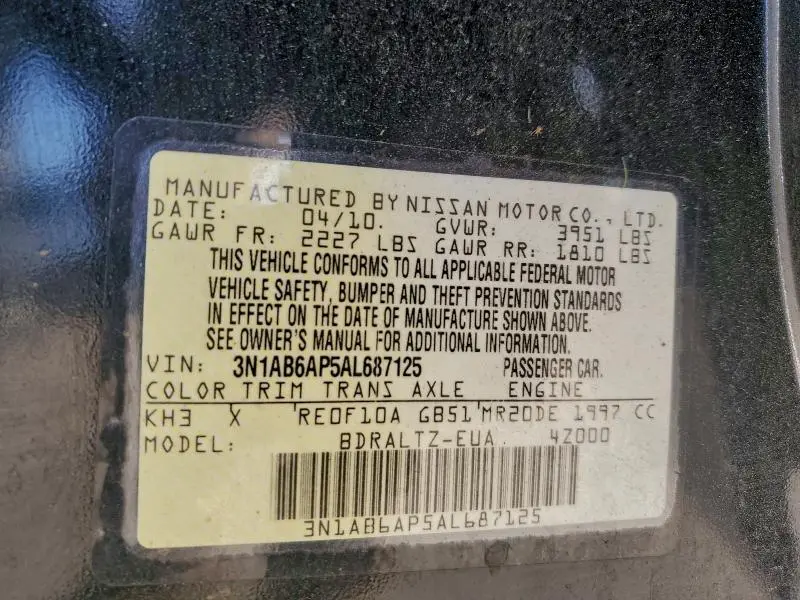 MANUFACTURED BY NISSAN MOTOR CO., LTD.
DATE: 04/10. GVWR: 3951 LBS
GAWR FR: 2227 LBS GAWR RR: 1810 LBS
THIS VEHICLE CONFORMS TO ALL APPLICABLE FEDERAL MOTOR
VEHICLE SAFETY, BUMPER AND THEFT PREVENTION STANDARDS
IN EFFECT ON THE DATE OF MANUFACTURE SHOWN ABOVE.
SEE OWNER'S MANUAL FOR ADDITIONAL INFORMATION.
VIN: 3N1AB6AP5AL687125 PASSENGER CAR.
COLOR TRIM TRANS AXLE ENGINE
KH3 X 'RE0F10A GB51'MR20DE 1997 CC
MODEL: BDRALTZ-EUA 4Z000
3N1AB6AP5AL687125